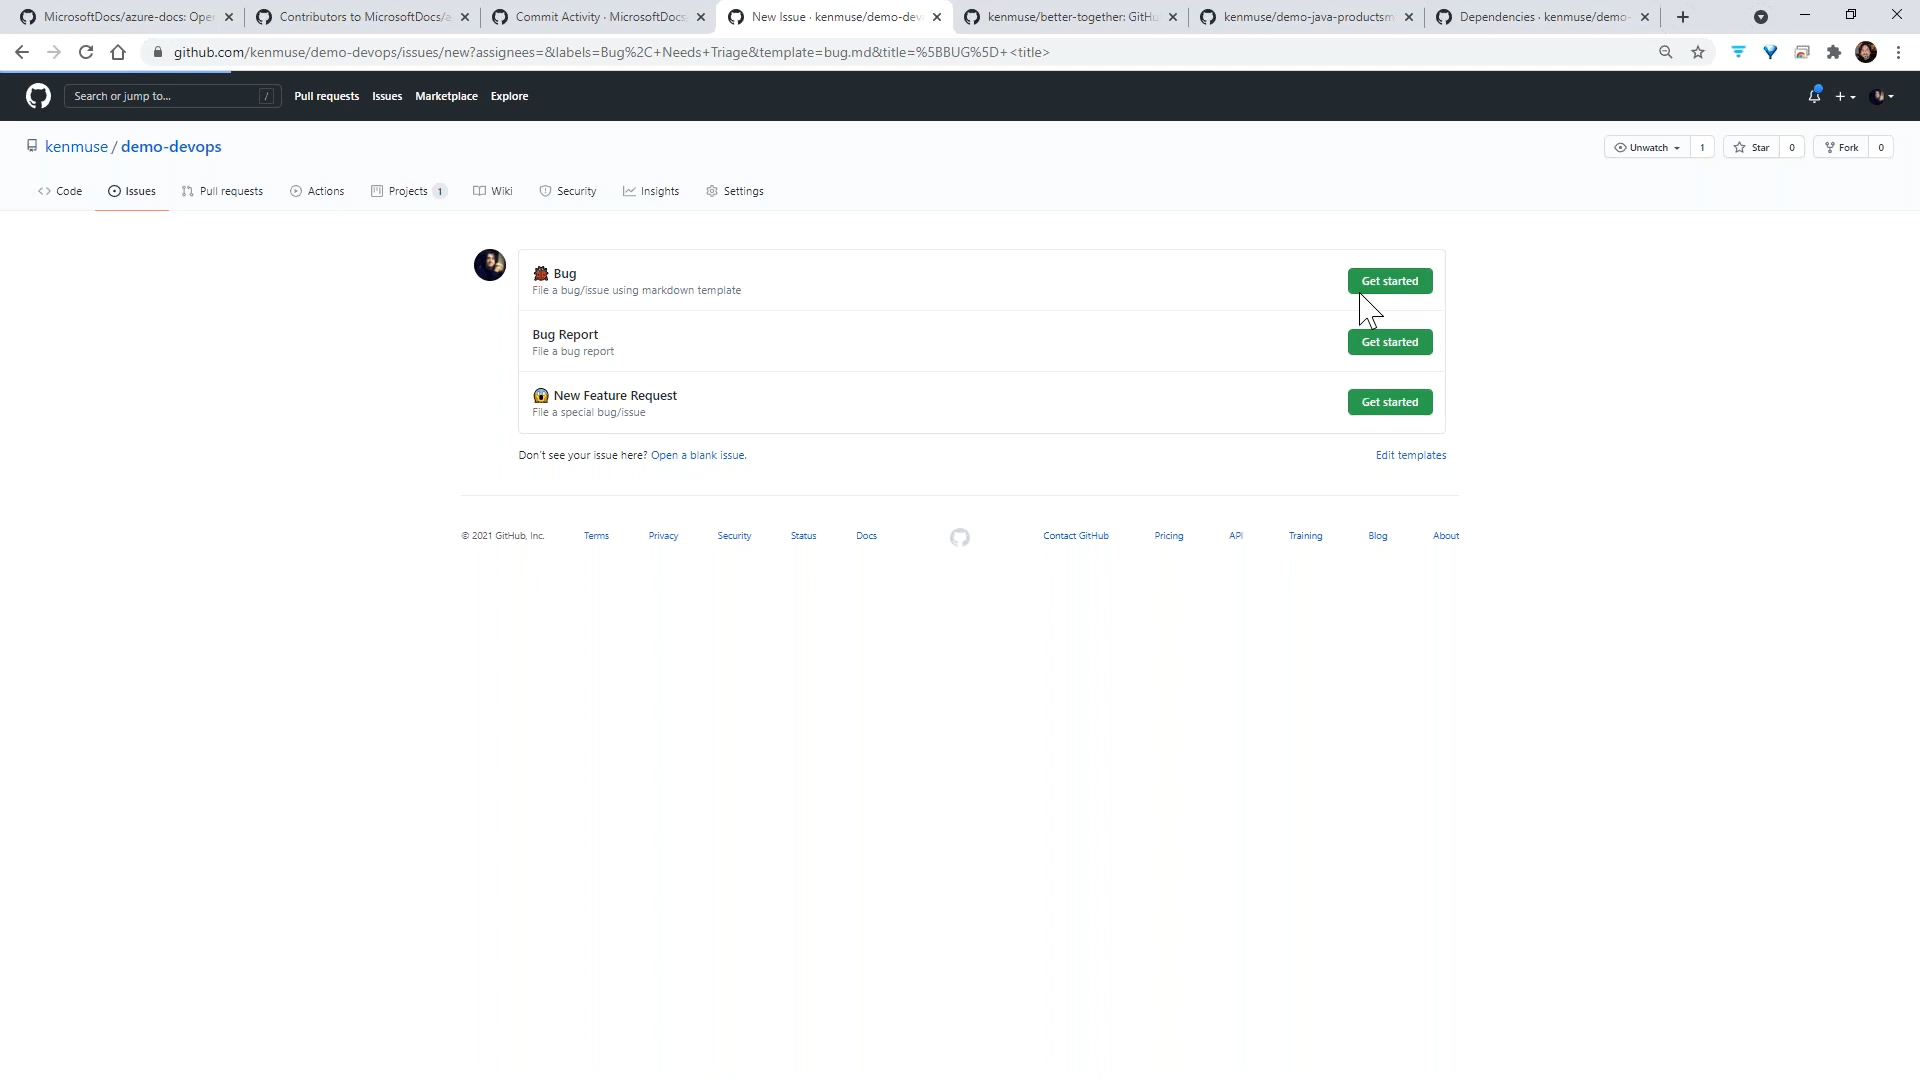 MicrosoftDocs/azure-docs: Ope
Contributors to MicrosoftDocs/a
Commit Activity · MicrosoftDocs
New Issue · kenmuse/demo-dev
kenmuse/better-together: GitHu
kenmuse/demo-java-productsm
Dependencies · kenmuse/demo-
github.com/kenmuse/demo-devops/issues/new?assignees=&labels=Bug%2C+Needs+Triage&template=bug.md&title=%5BBUG%5D+<title>
Search or jump to... /
Pull requests Issues Marketplace Explore
kenmuse / demo-devops
Unwatch 1 Star 0 Fork 0
Code Issues Pull requests Actions Projects 1 Wiki Security Insights Settings
Bug
File a bug/issue using markdown template
Get started
Bug Report
File a bug report
Get started
New Feature Request
File a special bug/issue
Get started
Don't see your issue here? Open a blank issue.
Edit templates
© 2021 GitHub, Inc. Terms Privacy Security Status Docs Contact GitHub Pricing API Training Blog About